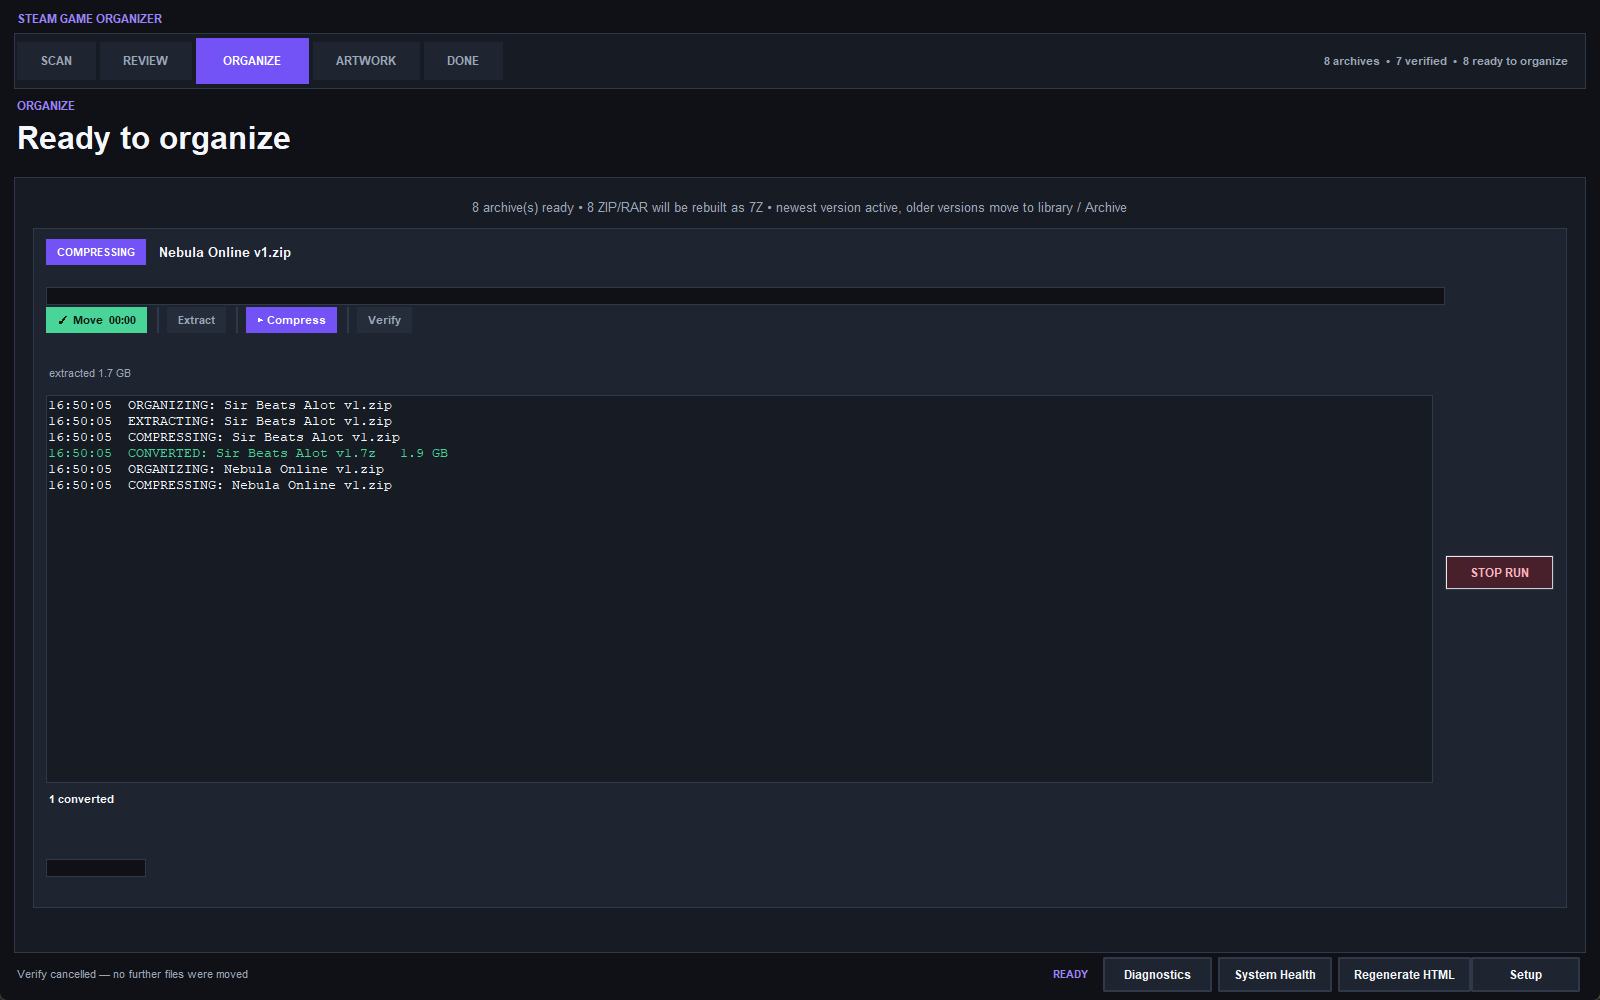 STEAM GAME ORGANIZER
SCAN REVIEW ORGANIZE ARTWORK DONE 8 archives • 7 verified • 8 ready to organize
ORGANIZE
Ready to organize
8 archive(s) ready • 8 ZIP/RAR will be rebuilt as 7Z • newest version active, older versions move to library / Archive
COMPRESSING Nebula Online v1.zip
✓ Move 00:00 Extract ▸ Compress Verify
extracted 1.7 GB
16:50:05 ORGANIZING: Sir Beats Alot v1.zip
16:50:05 EXTRACTING: Sir Beats Alot v1.zip
16:50:05 COMPRESSING: Sir Beats Alot v1.zip
16:50:05 CONVERTED: Sir Beats Alot v1.7z 1.9 GB
16:50:05 ORGANIZING: Nebula Online v1.zip
16:50:05 COMPRESSING: Nebula Online v1.zip
STOP RUN
1 converted
Verify cancelled — no further files were moved READY Diagnostics System Health Regenerate HTML Setup